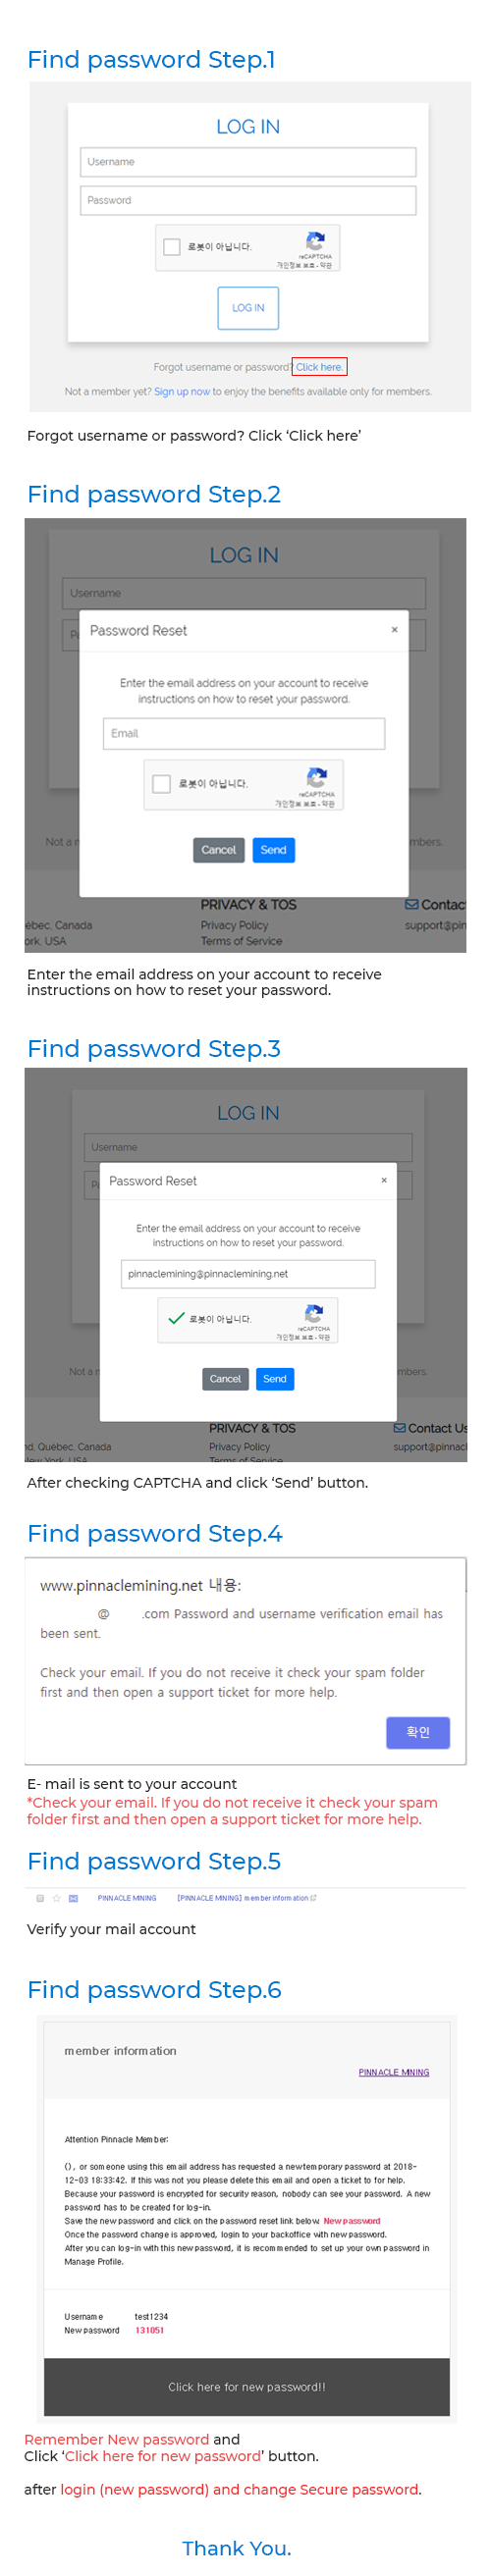 Find password Step.1
LOG IN
Username
Password
로봇이 아닙니다.
reCAPTCHA
개인정보 보호 - 약관
LOG IN
Forgot username or password? Click here.
Not a member yet? Sign up now to enjoy the benefits available only for members.
Forgot username or password? Click ‘Click here’
Find password Step.2
LOG IN
Username
Pa
Password Reset
×
Enter the email address on your account to receive
instructions on how to reset your password.
Email
로봇이 아닙니다.
reCAPTCHA
개인정보 보호 - 약관
Cancel
Send
Not a n
mbers.
PRIVACY & TOS
Contac
ébec, Canada
Privacy Policy
support@pin
ork, USA
Terms of Service
Enter the email address on your account to receive
instructions on how to reset your password.
Find password Step.3
LOG IN
Username
Pa
Password Reset
×
Enter the email address on your account to receive
instructions on how to reset your password.
pinnaclemining@pinnaclemining.net
로봇이 아닙니다.
reCAPTCHA
개인정보 보호 - 약관
Cancel
Send
Not a n
mbers.
PRIVACY & TOS
Contact Us
nd, Québec, Canada
Privacy Policy
support@pinnacl
New York, USA
Terms of Service
After checking CAPTCHA and click ‘Send’ button.
Find password Step.4
www.pinnaclemining.net 내용:
@ .com Password and username verification email has
been sent.
Check your email. If you do not receive it check your spam folder
first and then open a support ticket for more help.
확인
E- mail is sent to your account
*Check your email. If you do not receive it check your spam
folder first and then open a support ticket for more help.
Find password Step.5
PINNACLE MINING [PINNACLE MINING] member information
Verify your mail account
Find password Step.6
member information
PINNACLE MINING
Attention Pinnacle Member:
(), or someone using this email address has requested a new temporary password at 2018-
12-03 18:33:42. If this was not you please delete this email and open a ticket to for help.
Because your password is encrypted for security reason, nobody can see your password. A new
password has to be created for log-in.
Save the new password and click on the password reset link below. New password
Once the password change is approved, login to your backoffice with new password.
After you can log-in with this new password, it is recommended to set up your own password in
Manage Profile.
Username test1234
New password 131051
Click here for new password!!
Remember New password and
Click ‘Click here for new password’ button.
after login (new password) and change Secure password.
Thank You.